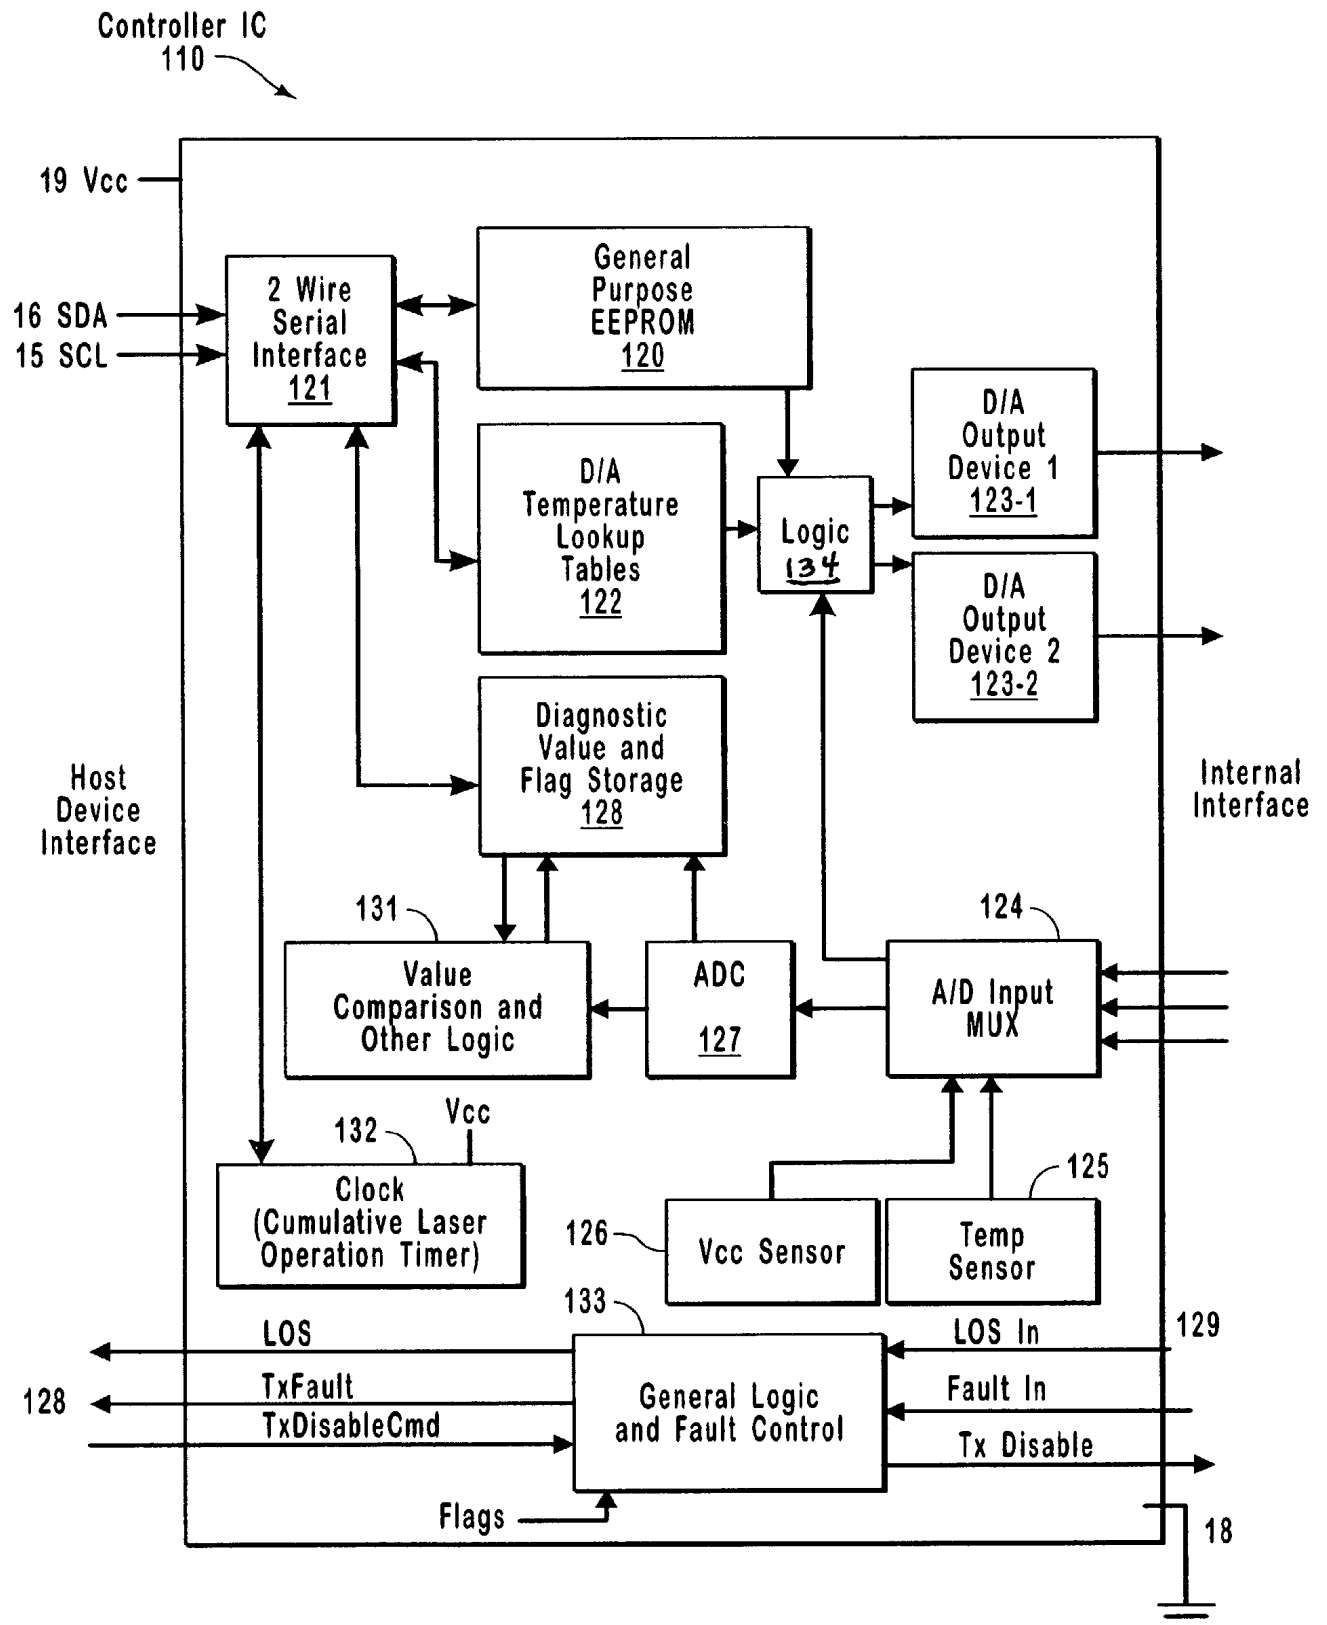 Controller IC
110
19 Vcc
16 SDA
15 SCL
2 Wire
Serial
Interface
121
General
Purpose
EEPROM
120
D/A
Temperature
Lookup
Tables
122
Logic
134
D/A
Output
Device 1
123-1
D/A
Output
Device 2
123-2
Diagnostic
Value and
Flag Storage
128
Host
Device
Interface
Internal
Interface
131
Value
Comparison and
Other Logic
ADC
127
124
A/D Input
MUX
Vcc
132
Clock
(Cumulative Laser
Operation Timer)
126
Vcc Sensor
125
Temp
Sensor
133
General Logic
and Fault Control
LOS
TxFault
TxDisableCmd
128
Flags
LOS In
129
Fault In
Tx Disable
18